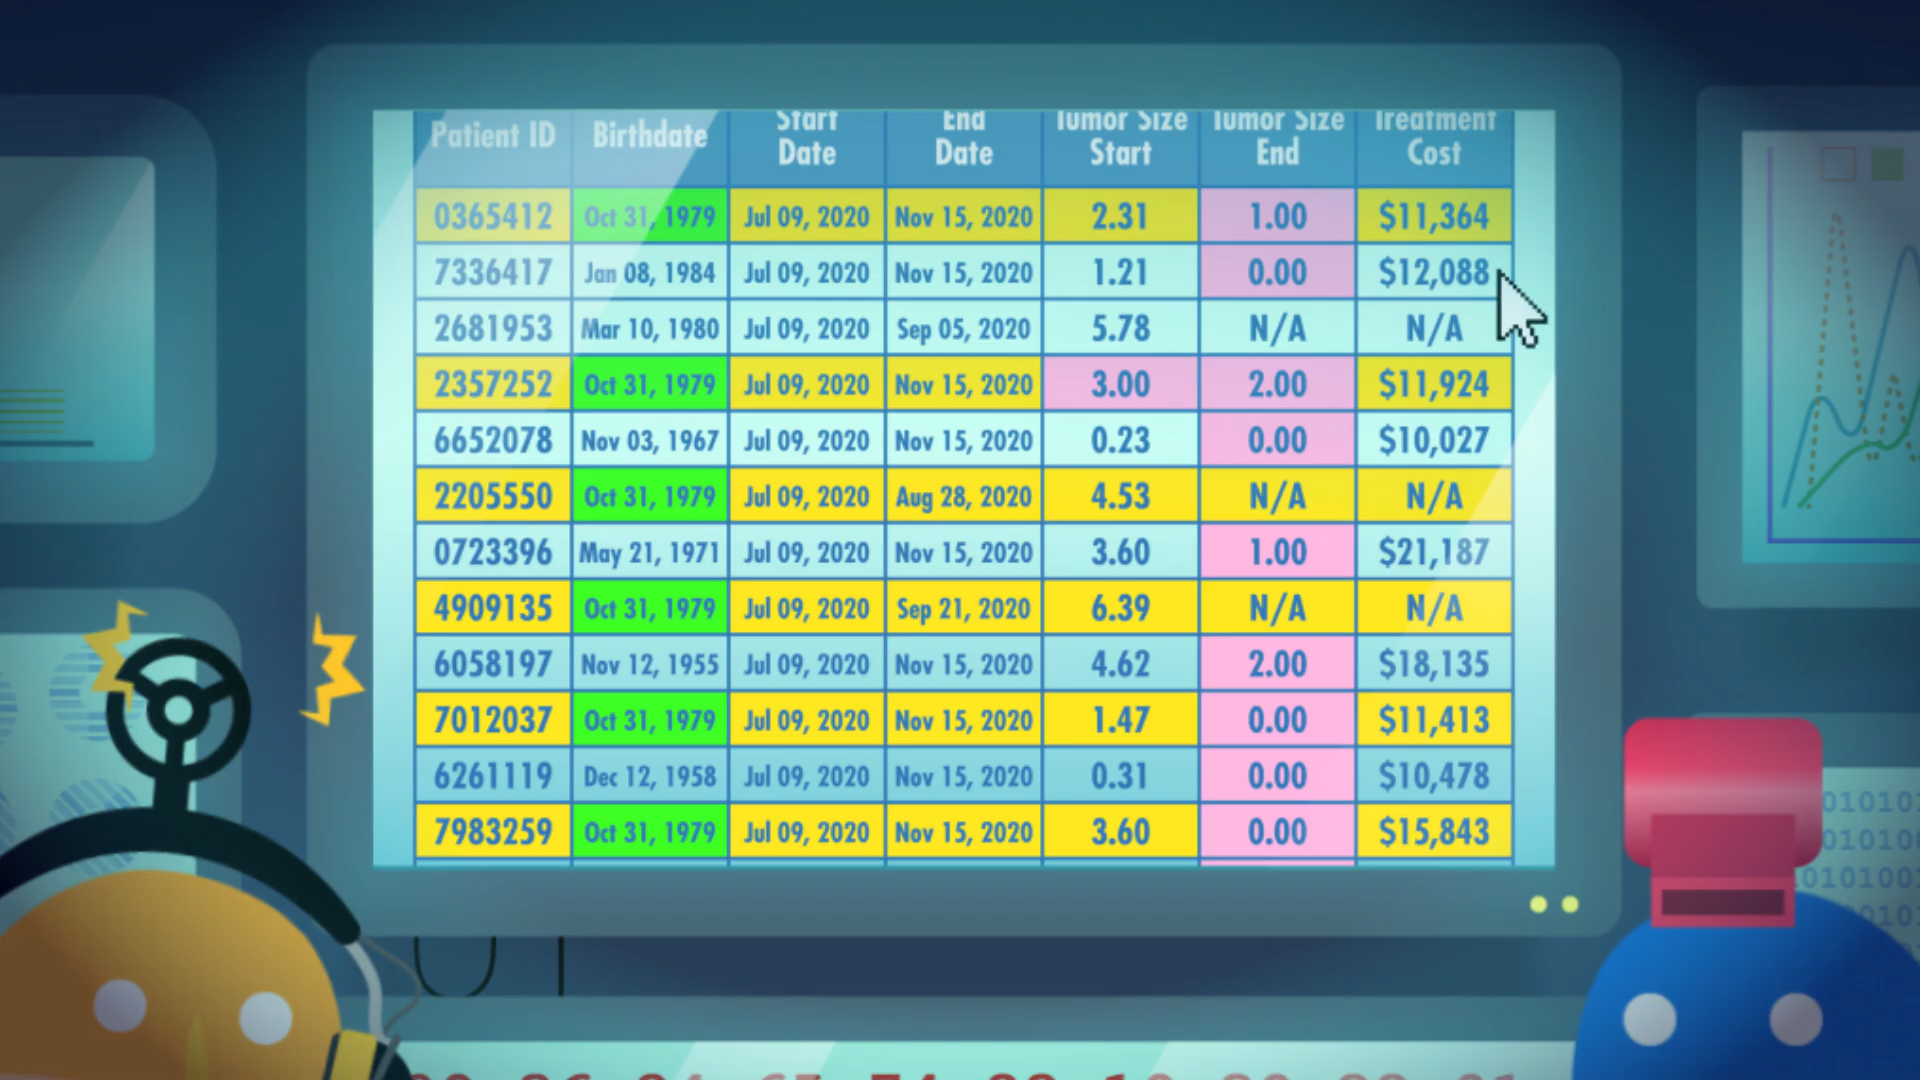 Patient ID Birthdate Start Date End Date Tumor Size Start Tumor Size End Treatment Cost
0365412 Oct 31, 1979 Jul 09, 2020 Nov 15, 2020 2.31 1.00 $11,364
7336417 Jan 08, 1984 Jul 09, 2020 Nov 15, 2020 1.21 0.00 $12,088
2681953 Mar 10, 1980 Jul 09, 2020 Sep 05, 2020 5.78 N/A N/A
2357252 Oct 31, 1979 Jul 09, 2020 Nov 15, 2020 3.00 2.00 $11,924
6652078 Nov 03, 1967 Jul 09, 2020 Nov 15, 2020 0.23 0.00 $10,027
2205550 Oct 31, 1979 Jul 09, 2020 Aug 28, 2020 4.53 N/A N/A
0723396 May 21, 1971 Jul 09, 2020 Nov 15, 2020 3.60 1.00 $21,187
4909135 Oct 31, 1979 Jul 09, 2020 Sep 21, 2020 6.39 N/A N/A
6058197 Nov 12, 1955 Jul 09, 2020 Nov 15, 2020 4.62 2.00 $18,135
7012037 Oct 31, 1979 Jul 09, 2020 Nov 15, 2020 1.47 0.00 $11,413
6261119 Dec 12, 1958 Jul 09, 2020 Nov 15, 2020 0.31 0.00 $10,478
7983259 Oct 31, 1979 Jul 09, 2020 Nov 15, 2020 3.60 0.00 $15,843